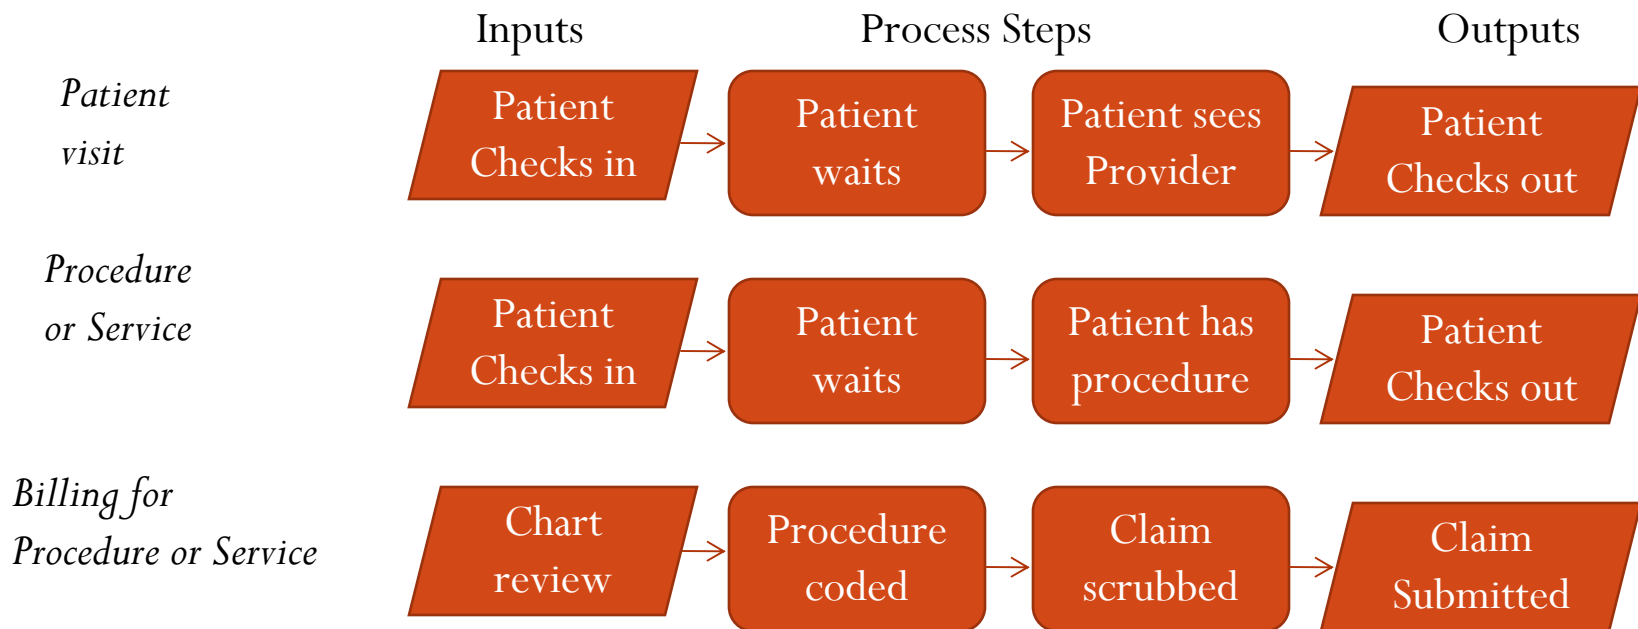 Inputs
Process Steps
Outputs
Patient
visit
Patient
Checks in
Patient
waits
Patient sees
Provider
Patient
Checks out
Procedure
or Service
Patient
Checks in
Patient
waits
Patient has
procedure
Patient
Checks out
Billing for
Procedure or Service
Chart
review
Procedure
coded
Claim
scrubbed
Claim
Submitted